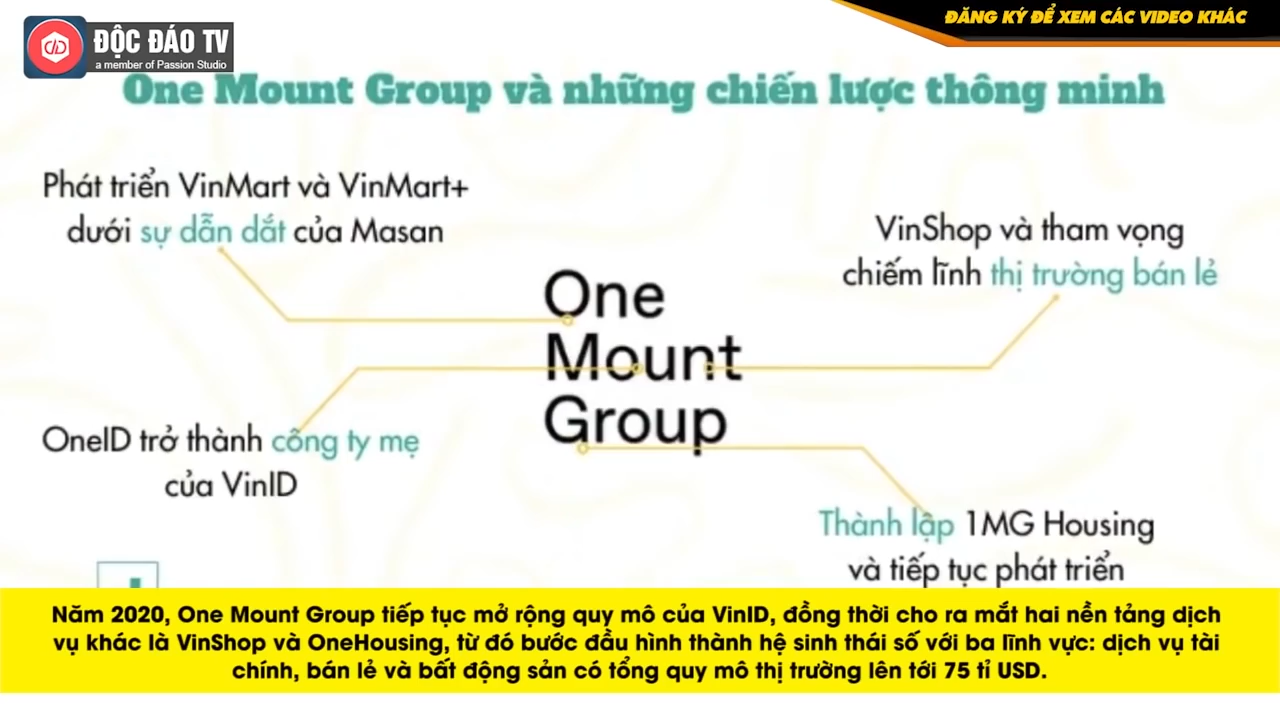 ĐĂNG KÝ ĐỂ XEM CÁC VIDEO KHÁC
ĐỘC ĐÁO TV
a member of Passion Studio
One Mount Group và những chiến lược thông minh
Phát triển VinMart và VinMart+
dưới sự dẫn dắt của Masan
VinShop và tham vọng
chiếm lĩnh thị trường bán lẻ
One
Mount
Group
OneID trở thành công ty mẹ
của VinID
Thành lập 1MG Housing
và tiếp tục phát triển
Năm 2020, One Mount Group tiếp tục mở rộng quy mô của VinID, đồng thời cho ra mắt hai nền tảng dịch
vụ khác là VinShop và OneHousing, từ đó bước đầu hình thành hệ sinh thái số với ba lĩnh vực: dịch vụ tài
chính, bán lẻ và bất động sản có tổng quy mô thị trường lên tới 75 tỉ USD.